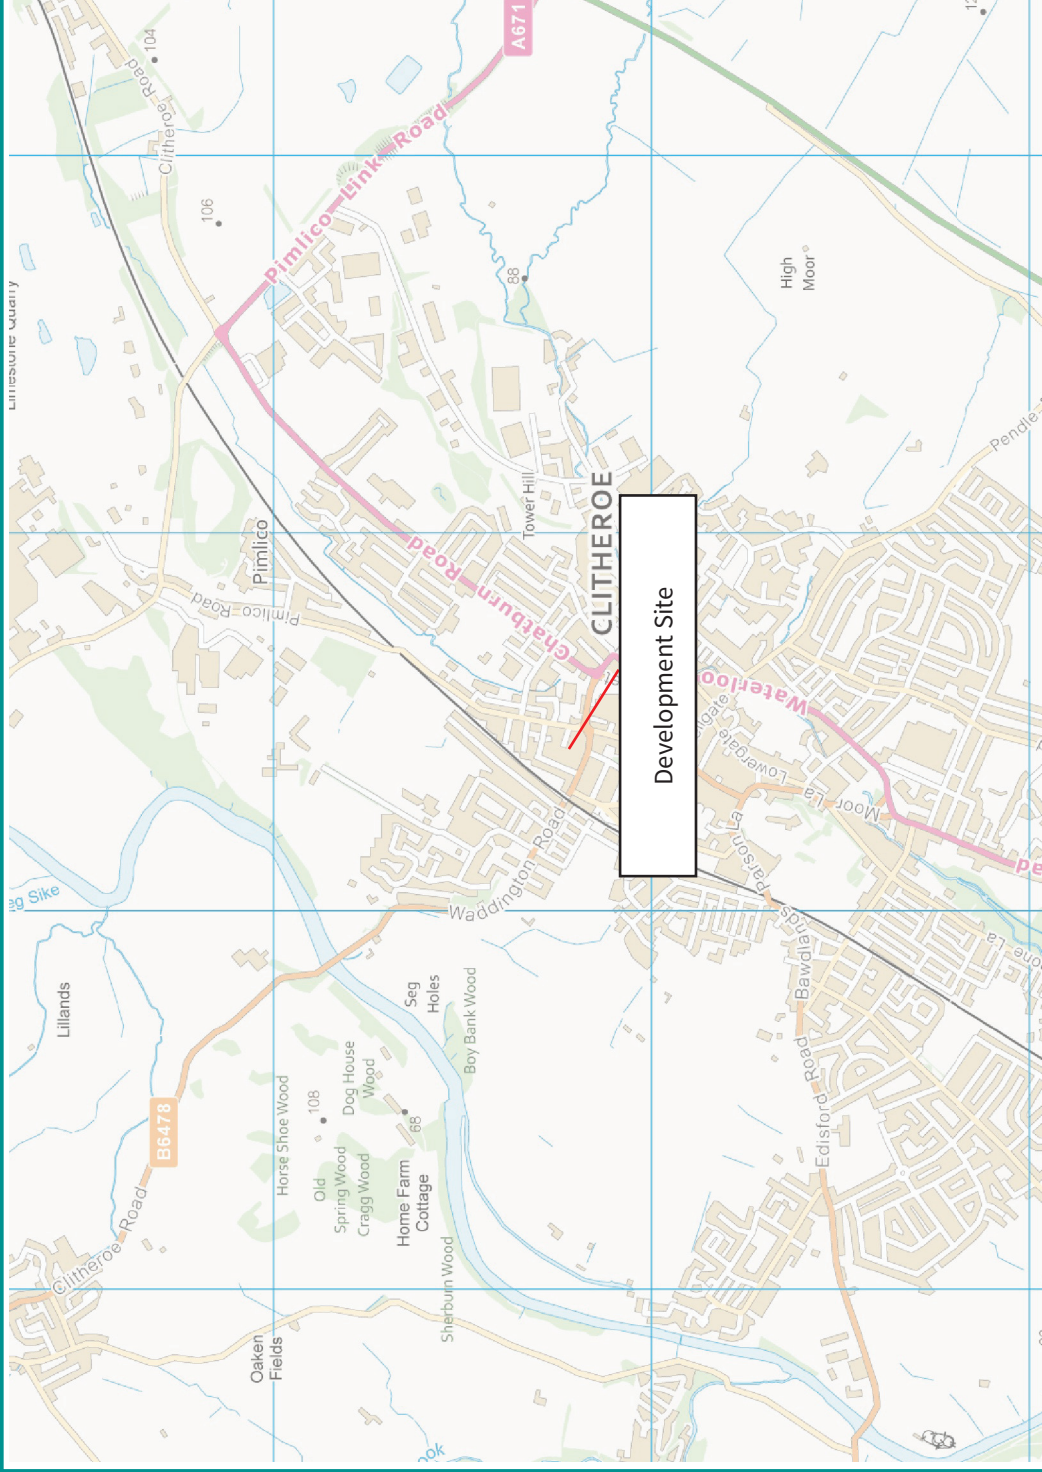 A671
104
Clitheroe Road
Pimlico Link Road
106
88
High
Moor
Limestone Quarry
Pendle
Tower Hill
CLITHEROE
Pimlico
Pimlico Road
Chatburn Road
Development Site
Waterloo
Lowergate
Moor La
Parson La
Waddington Road
Bawdlands
Edisford Road
Lillands
Seg
Holes
Boy Bank Wood
Dog House
Wood
108
68
Horse Shoe Wood
Old
Spring Wood
Cragg Wood
Home Farm
Cottage
Sherburn Wood
B6478
Clitheroe Road
Oaken
Fields